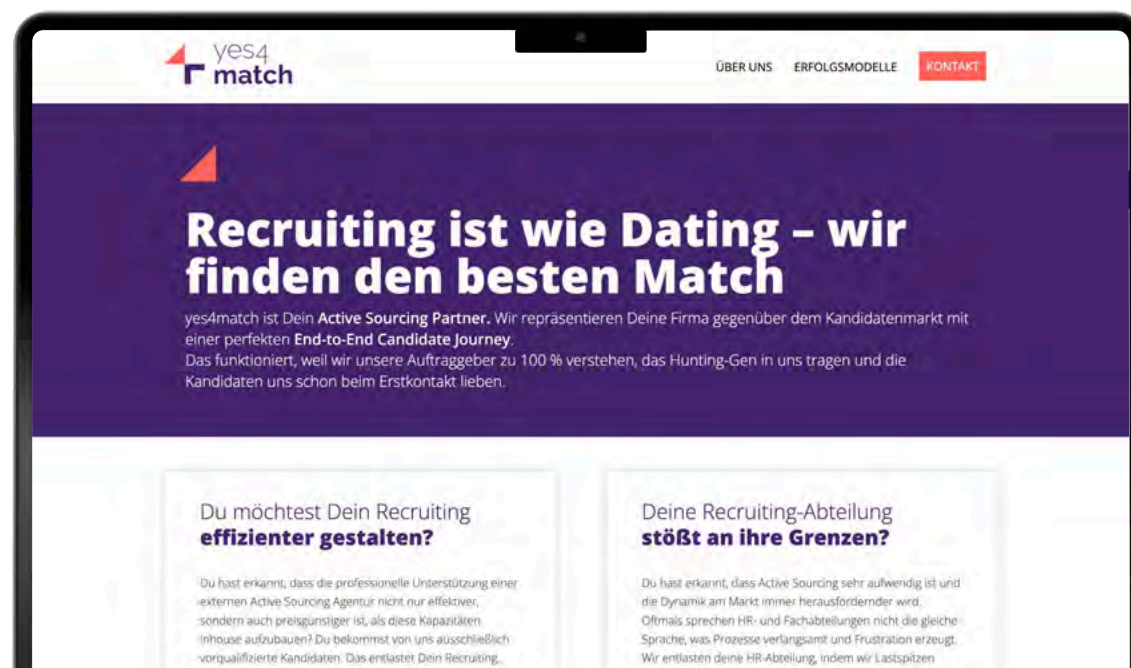 yes4
match
ÜBER UNS ERFOLGSMODELLE KONTAKT
Recruiting ist wie Dating – wir
finden den besten Match
yes4match ist Dein Active Sourcing Partner. Wir repräsentieren Deine Firma gegenüber dem Kandidatenmarkt mit
einer perfekten End-to-End Candidate Journey.
Das funktioniert, weil wir unsere Auftraggeber zu 100 % verstehen, das Hunting-Gen in uns tragen und die
Kandidaten uns schon beim Erstkontakt lieben.
Du möchtest Dein Recruiting
effizienter gestalten?
Du hast erkannt, dass die professionelle Unterstützung einer
externen Active Sourcing Agentur nicht nur effektiver,
sondern auch preisgünstiger ist, als diese Kapazitäten
Inhouse aufzubauen? Du bekommst von uns ausschließlich
vorqualifizierte Kandidaten. Das entlastet Dein Recruiting,
Deine Recruiting-Abteilung
stößt an ihre Grenzen?
Du hast erkannt, dass Active Sourcing sehr aufwendig ist und
die Dynamik am Markt immer herausfordernder wird.
Oftmals sprechen HR- und Fachabteilungen nicht die gleiche
Sprache, was Prozesse verlangsamt und Frustration erzeugt.
Wir entlasten deine HR-Abteilung, indem wir Lastspitzen